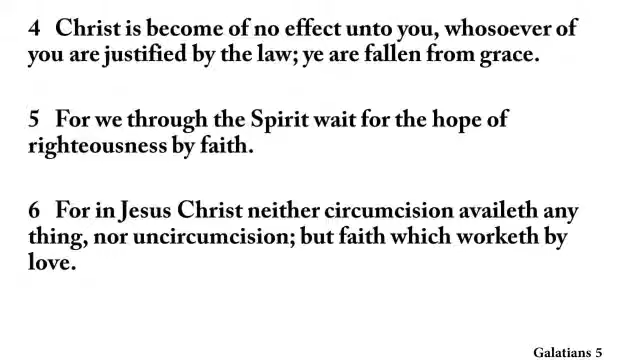 4 Christ is become of no effect unto you, whosoever of
you are justified by the law; ye are fallen from grace.
5 For we through the Spirit wait for the hope of
righteousness by faith.
6 For in Jesus Christ neither circumcision availeth any
thing, nor uncircumcision; but faith which worketh by
love.
Galatians 5